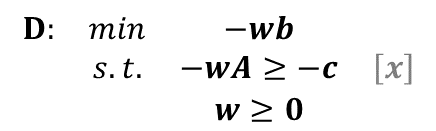 D: min -wb
s.t. -wA ≥ -c [x]
w ≥ 0